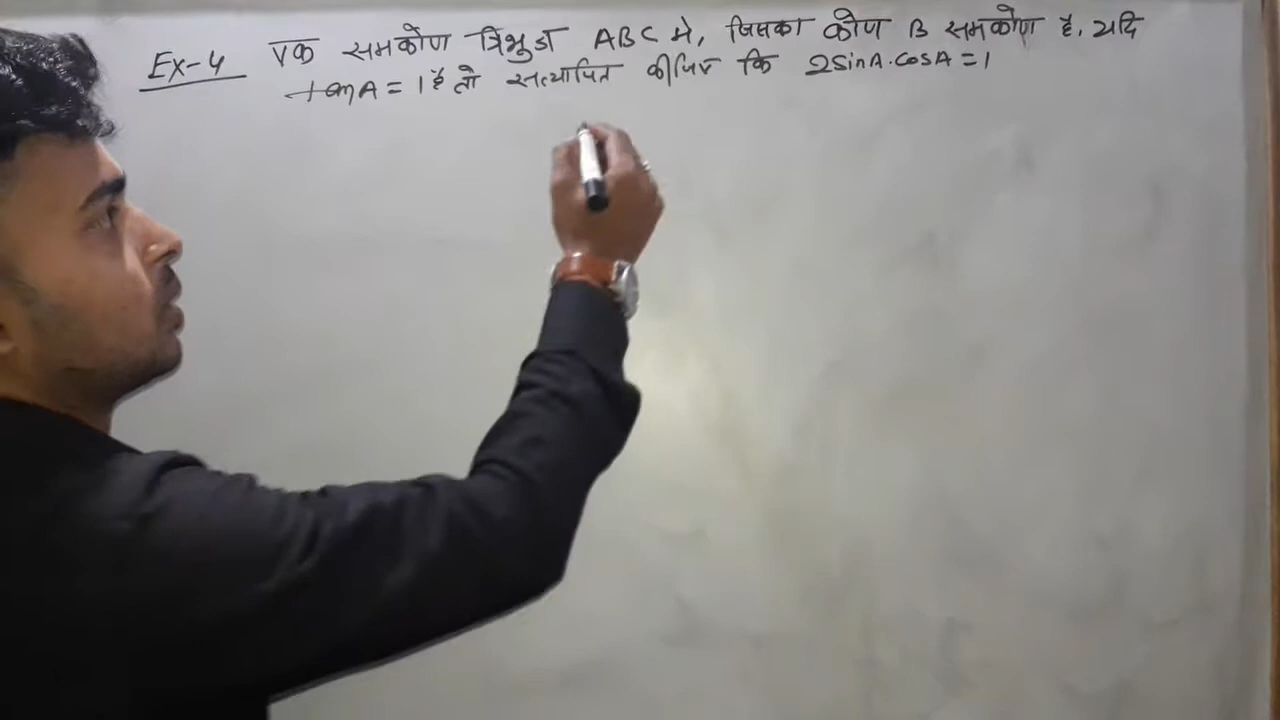 Ex-4 एक समकोण त्रिभुज ABC मे, जिसका कोण B समकोण है. यदि
tanA = 1 है तो सत्यापित कीजिए कि 2sinA.cosA = 1